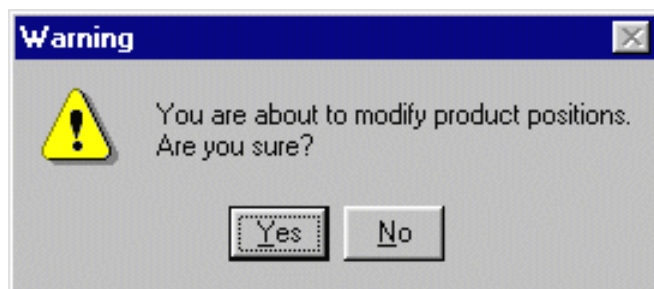 Warning
You are about to modify product positions.
Are you sure?
Yes No